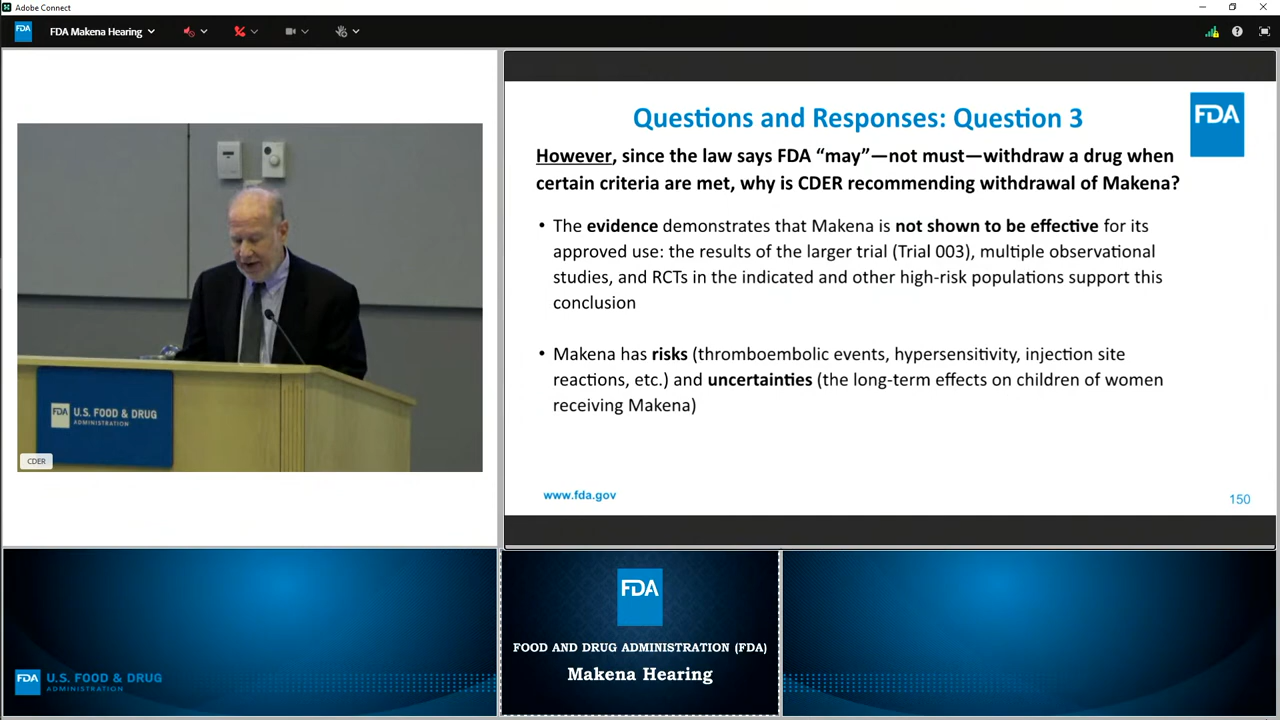 Adobe Connect
FDA
FDA Makena Hearing
FDA
Questions and Responses: Question 3
However, since the law says FDA “may”—not must—withdraw a drug when
certain criteria are met, why is CDER recommending withdrawal of Makena?
• The evidence demonstrates that Makena is not shown to be effective for its
approved use: the results of the larger trial (Trial 003), multiple observational
studies, and RCTs in the indicated and other high-risk populations support this
conclusion
• Makena has risks (thromboembolic events, hypersensitivity, injection site
reactions, etc.) and uncertainties (the long-term effects on children of women
receiving Makena)
www.fda.gov
150
FDA U.S. FOOD & DRUG
ADMINISTRATION
CDER
FDA U.S. FOOD & DRUG
ADMINISTRATION
FDA
FOOD AND DRUG ADMINISTRATION (FDA)
Makena Hearing